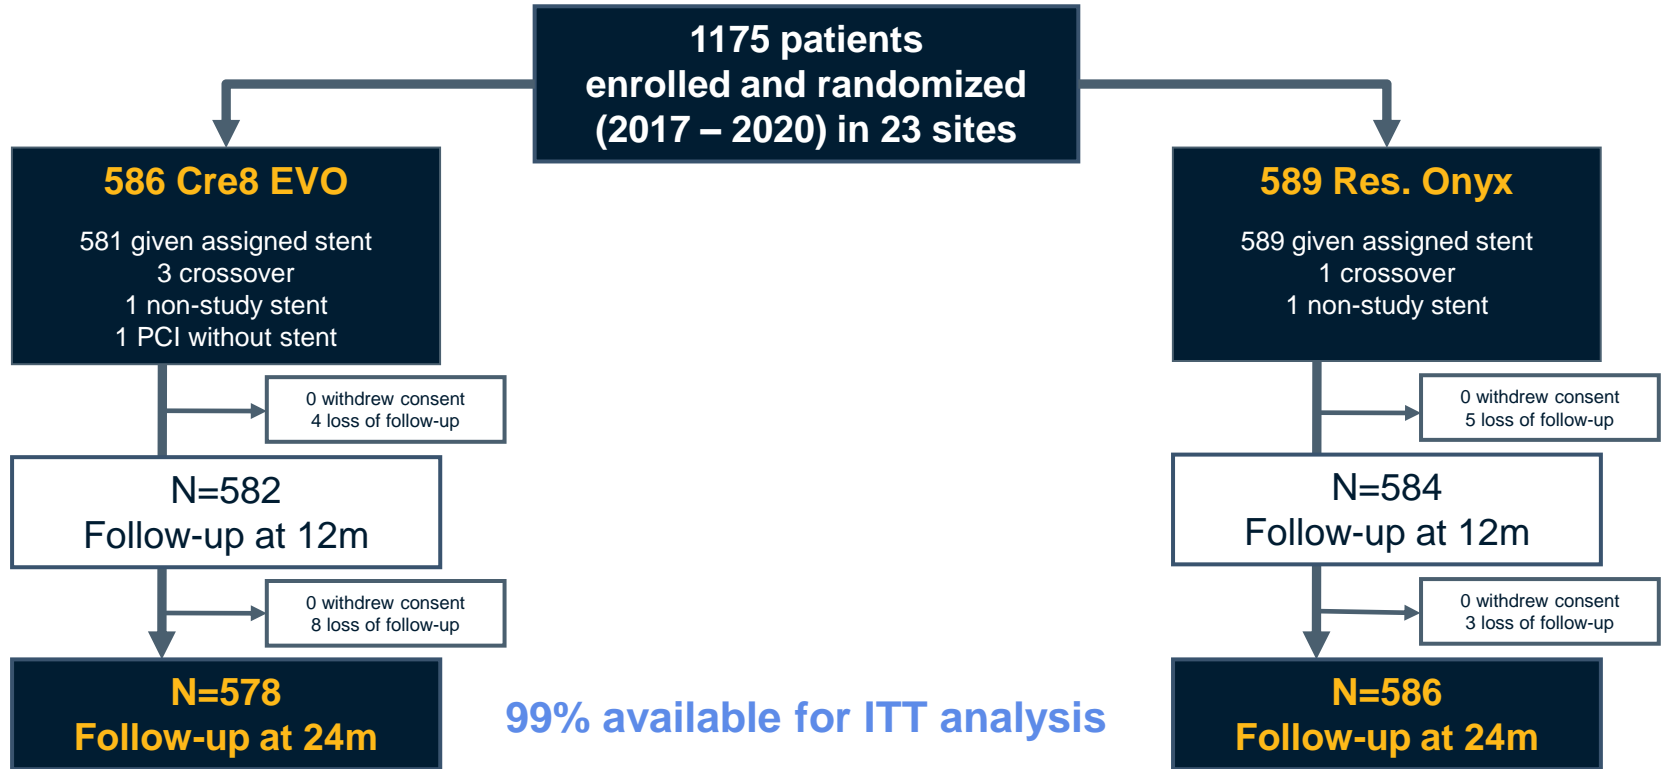 1175 patients
enrolled and randomized
(2017 – 2020) in 23 sites
586 Cre8 EVO
581 given assigned stent
3 crossover
1 non-study stent
1 PCI without stent
0 withdrew consent
4 loss of follow-up
N=582
Follow-up at 12m
0 withdrew consent
8 loss of follow-up
N=578
Follow-up at 24m
589 Res. Onyx
589 given assigned stent
1 crossover
1 non-study stent
0 withdrew consent
5 loss of follow-up
N=584
Follow-up at 12m
0 withdrew consent
3 loss of follow-up
N=586
Follow-up at 24m
99% available for ITT analysis